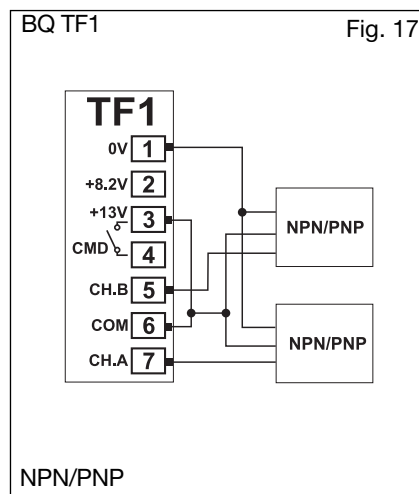 BQ TF1
Fig. 17
TF1
0V 1
+8.2V 2
+13V 3
CMD 4
CH.B 5
COM 6
CH.A 7
NPN/PNP
NPN/PNP
NPN/PNP